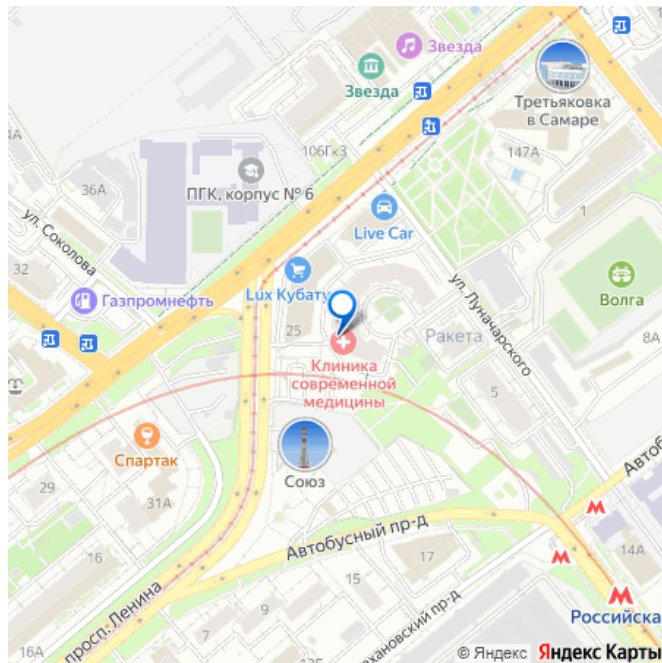 Звезда
Звезда
Третьяковка
в Самаре
4А
106Гк3
147А
36А
ПГК, корпус № 6
1
ул. Соколова
Live Car
32
Газпромнефть
Lux Кубату
ул. Луначарского
Волга
25
Ракета
8А
Клиника
современной
медицины
5
Спартак
Союз
29
31А
Автобусный пр-д
16
17
14А
15
Российска
просп. Ленина
9
7
16А
© Яндекс Яндекс Карты